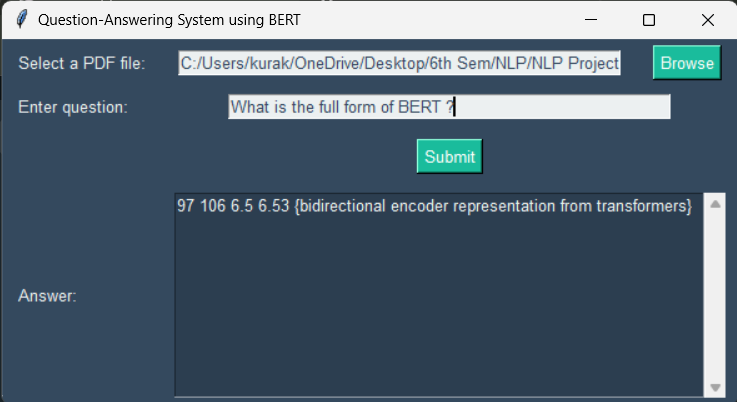 Question-Answering System using BERT
Select a PDF file: C:/Users/kurak/OneDrive/Desktop/6th Sem/NLP/NLP Project Browse
Enter question: What is the full form of BERT ?
Submit
97 106 6.5 6.53 {bidirectional encoder representation from transformers}
Answer: